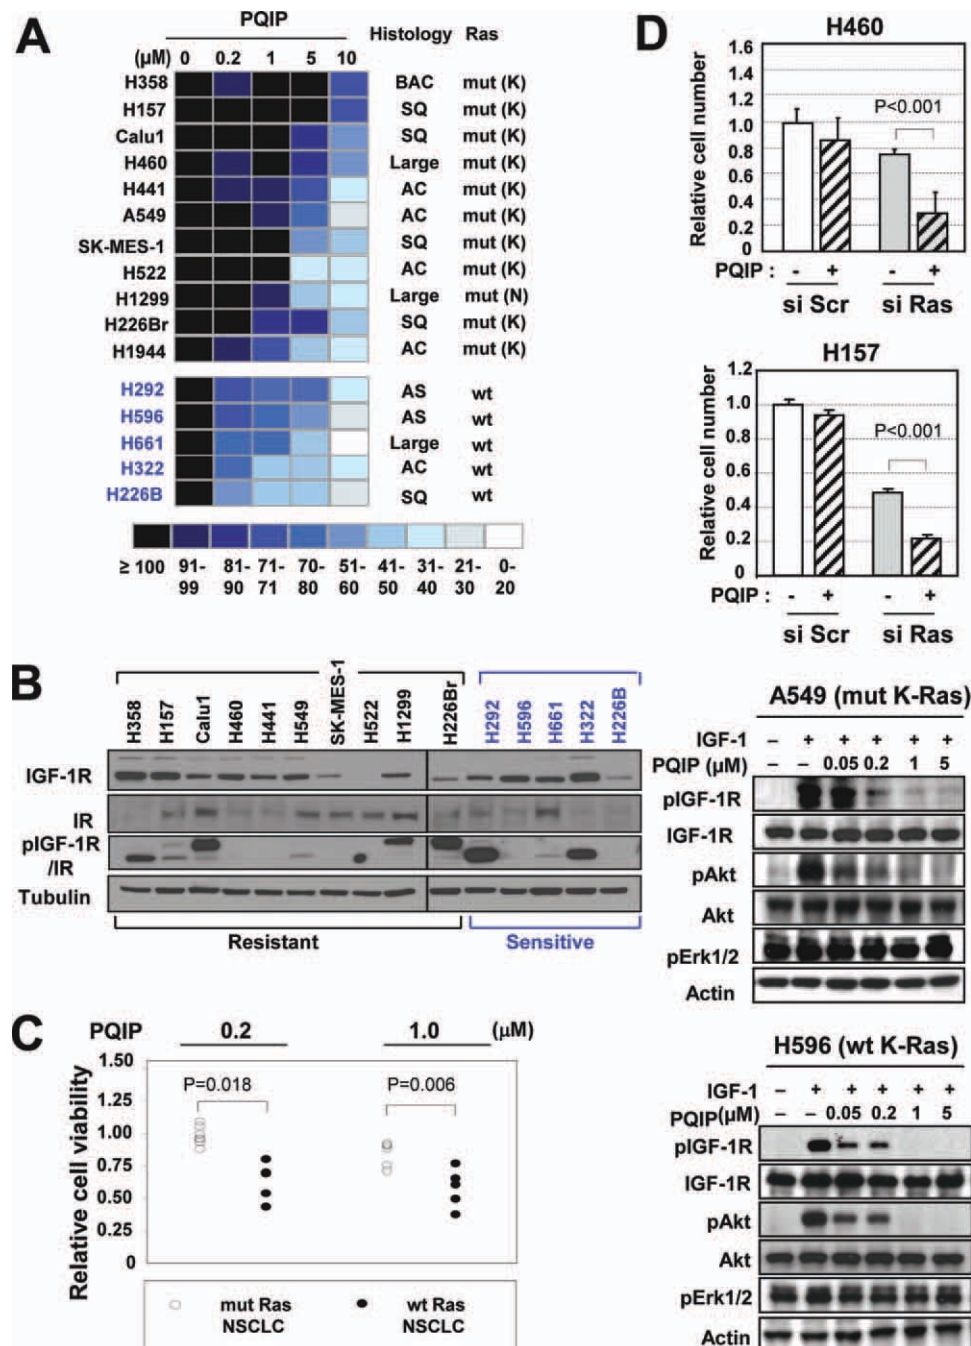 A
PQIP
Histology Ras
(μM) 0 0.2 1 5 10
H358 BAC mut (K)
H157 SQ mut (K)
Calu1 SQ mut (K)
H460 Large mut (K)
H441 AC mut (K)
A549 AC mut (K)
SK-MES-1 SQ mut (K)
H522 AC mut (K)
H1299 Large mut (N)
H226Br SQ mut (K)
H1944 AC mut (K)
H292 AS wt
H596 AS wt
H661 Large wt
H322 AC wt
H226B SQ wt
≥ 100 91- 81- 71- 70- 51- 41- 31- 21- 0-
99 90 71 80 60 50 40 30 20
D
H460
Relative cell number
1.6
1.4
1.2
1.0
0.8
0.6
0.4
0.2
0
P<0.001
PQIP : - + - +
si Scr si Ras
H157
Relative cell number
1.2
1.0
0.8
0.6
0.4
0.2
0
P<0.001
PQIP : - + - +
si Scr si Ras
B
H358 H157 Calu1 H460 H441 H549 SK-MES-1 H522 H1299 H226Br H292 H596 H661 H322 H226B
IGF-1R
IR
pIGF-1R
/IR
Tubulin
Resistant Sensitive
A549 (mut K-Ras)
IGF-1 – + + + + +
PQIP (μM) – – 0.05 0.2 1 5
pIGF-1R
IGF-1R
pAkt
Akt
pErk1/2
Actin
C
PQIP 0.2 1.0 (μM)
Relative cell viability
1.50
1.25
1.00
0.75
0.50
0.25
0
P=0.018 P=0.006
mut Ras wt Ras
NSCLC NSCLC
H596 (wt K-Ras)
IGF-1 – + + + + +
PQIP(μM) – – 0.05 0.2 1 5
pIGF-1R
IGF-1R
pAkt
Akt
pErk1/2
Actin